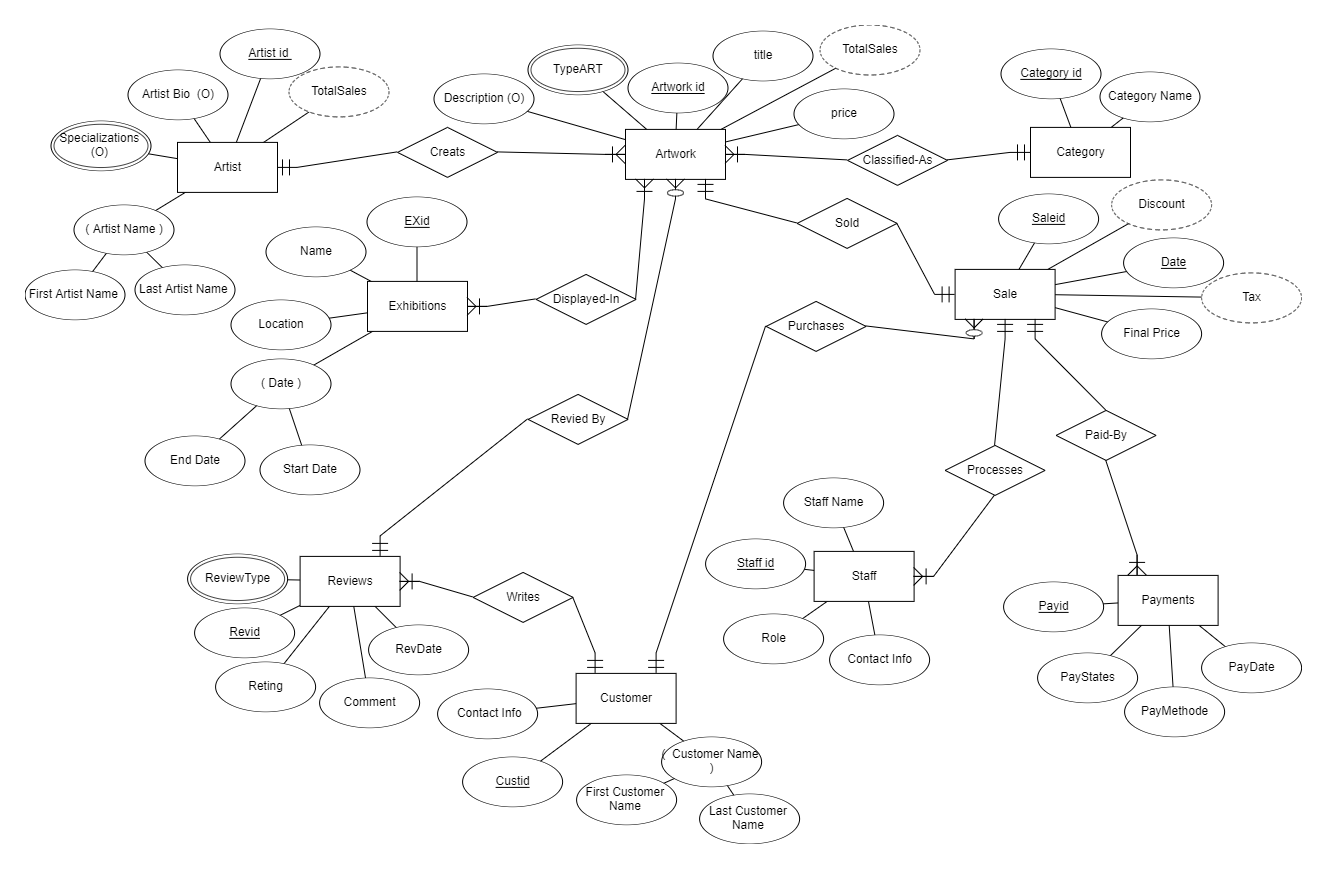 Artist id
Artist Bio (O)
TotalSales
Specializations
(O)
Artist
( Artist Name )
First Artist Name
Last Artist Name
Creats
Description (O)
TypeART
Artwork id
title
TotalSales
price
Artwork
Classified-As
Category id
Category Name
Category
EXid
Name
Exhibitions
Location
( Date )
End Date
Start Date
Displayed-In
Sold
Saleid
Discount
Date
Tax
Sale
Final Price
Purchases
Revied By
Processes
Paid-By
ReviewType
Reviews
Revid
Reting
Comment
RevDate
Writes
Staff Name
Staff id
Staff
Role
Contact Info
Payid
Payments
PayStates
PayMethode
PayDate
Customer
Contact Info
Custid
( Customer Name
)
First Customer
Name
Last Customer
Name